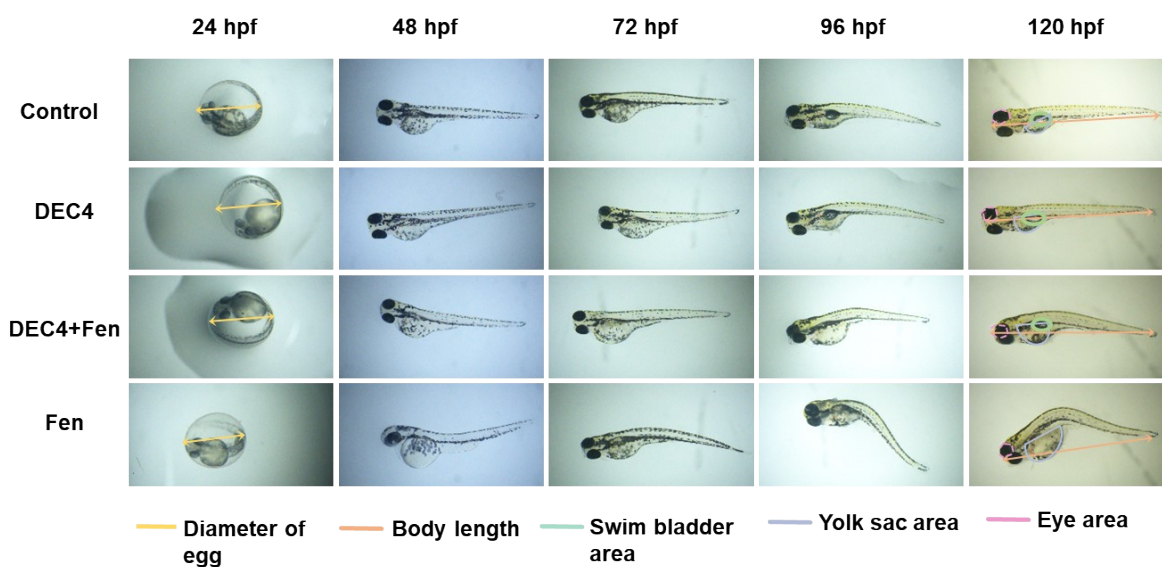 24 hpf
48 hpf
72 hpf
96 hpf
120 hpf
Control
DEC4
DEC4+Fen
Fen
Diameter of
egg
Body length
Swim bladder
area
Yolk sac area
Eye area